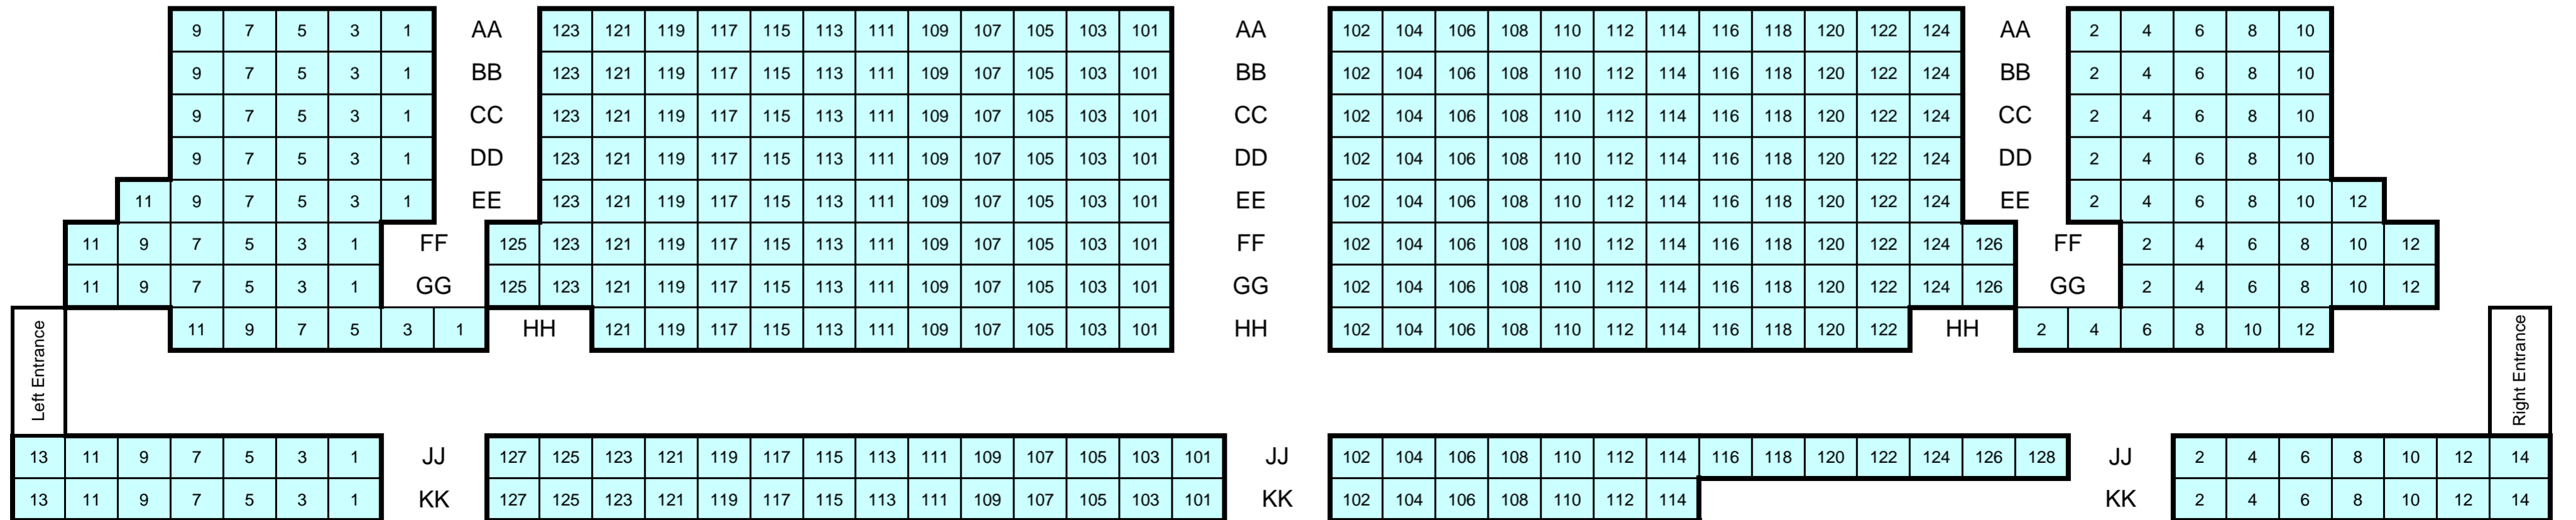 9 7 5 3 1 AA 123 121 119 117 115 113 111 109 107 105 103 101 AA 102 104 106 108 110 112 114 116 118 120 122 124 AA 2 4 6 8 10
9 7 5 3 1 BB 123 121 119 117 115 113 111 109 107 105 103 101 BB 102 104 106 108 110 112 114 116 118 120 122 124 BB 2 4 6 8 10
9 7 5 3 1 CC 123 121 119 117 115 113 111 109 107 105 103 101 CC 102 104 106 108 110 112 114 116 118 120 122 124 CC 2 4 6 8 10
9 7 5 3 1 DD 123 121 119 117 115 113 111 109 107 105 103 101 DD 102 104 106 108 110 112 114 116 118 120 122 124 DD 2 4 6 8 10
11 9 7 5 3 1 EE 123 121 119 117 115 113 111 109 107 105 103 101 EE 102 104 106 108 110 112 114 116 118 120 122 124 EE 2 4 6 8 10 12
11 9 7 5 3 1 FF 125 123 121 119 117 115 113 111 109 107 105 103 101 FF 102 104 106 108 110 112 114 116 118 120 122 124 126 FF 2 4 6 8 10 12
11 9 7 5 3 1 GG 125 123 121 119 117 115 113 111 109 107 105 103 101 GG 102 104 106 108 110 112 114 116 118 120 122 124 126 GG 2 4 6 8 10 12
11 9 7 5 3 1 HH 121 119 117 115 113 111 109 107 105 103 101 HH 102 104 106 108 110 112 114 116 118 120 122 HH 2 4 6 8 10 12
Left Entrance
Right Entrance
13 11 9 7 5 3 1 JJ 127 125 123 121 119 117 115 113 111 109 107 105 103 101 JJ 102 104 106 108 110 112 114 116 118 120 122 124 126 128 JJ 2 4 6 8 10 12 14
13 11 9 7 5 3 1 KK 127 125 123 121 119 117 115 113 111 109 107 105 103 101 KK 102 104 106 108 110 112 114 KK 2 4 6 8 10 12 14